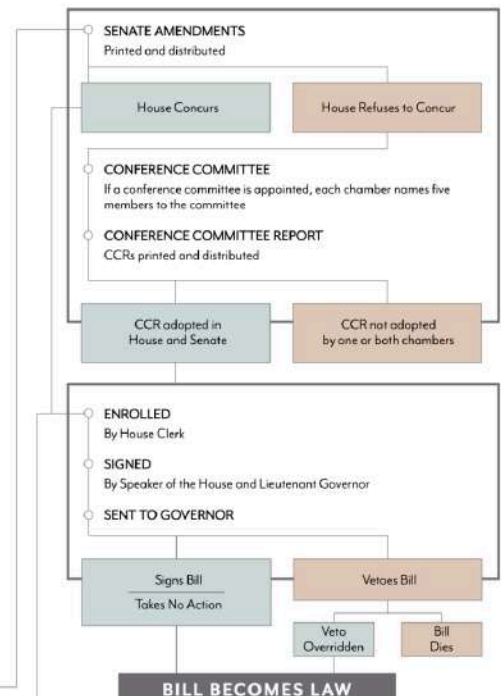 SENATE AMENDMENTS
Printed and distributed
House Concurs
House Refuses to Concur
CONFERENCE COMMITTEE
If a conference committee is appointed, each chamber names five
members to the committee
CONFERENCE COMMITTEE REPORT
CCRs printed and distributed
CCR adopted in
House and Senate
CCR not adopted
by one or both chambers
ENROLLED
By House Clerk
SIGNED
By Speaker of the House and Lieutenant Governor
SENT TO GOVERNOR
Signs Bill
Takes No Action
Vetoes Bill
Veto
Overridden
Bill
Dies
BILL BECOMES LAW